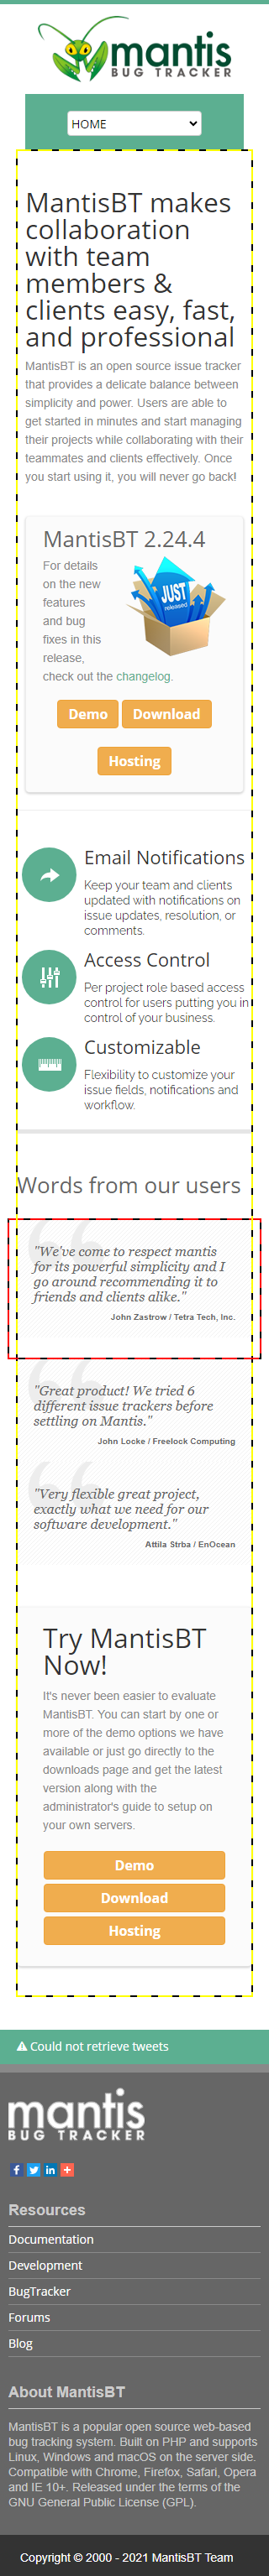 mantis
BUG TRACKER
HOME
MantisBT makes
collaboration
with team
members &
clients easy, fast,
and professional
MantisBT is an open source issue tracker
that provides a delicate balance between
simplicity and power. Users are able to
get started in minutes and start managing
their projects while collaborating with their
teammates and clients effectively. Once
you start using it, you will never go back!
MantisBT 2.24.4
For details
on the new
features
and bug
fixes in this
release,
check out the changelog.
JUST
released
Demo Download
Hosting
Email Notifications
Keep your team and clients
updated with notifications on
issue updates, resolution, or
comments.
Access Control
Per project role based access
control for users putting you in
control of your business.
Customizable
Flexibility to customize your
issue fields, notifications and
workflow.
Words from our users
"We've come to respect mantis
for its powerful simplicity and I
go around recommending it to
friends and clients alike."
John Zastrow / Tetra Tech, Inc.
"Great product! We tried 6
different issue trackers before
settling on Mantis."
John Locke / Freelock Computing
"Very flexible great project,
exactly what we need for our
software development."
Attila Strba / EnOcean
Try MantisBT
Now!
It's never been easier to evaluate
MantisBT. You can start by one or
more of the demo options we have
available or just go directly to the
downloads page and get the latest
version along with the
administrator's guide to setup on
your own servers.
Demo
Download
Hosting
Could not retrieve tweets
mantis
BUG TRACKER
Resources
Documentation
Development
BugTracker
Forums
Blog
About MantisBT
MantisBT is a popular open source web-based
bug tracking system. Built on PHP and supports
Linux, Windows and macOS on the server side.
Compatible with Chrome, Firefox, Safari, Opera
and IE 10+. Released under the terms of the
GNU General Public License (GPL).
Copyright © 2000 - 2021 MantisBT Team